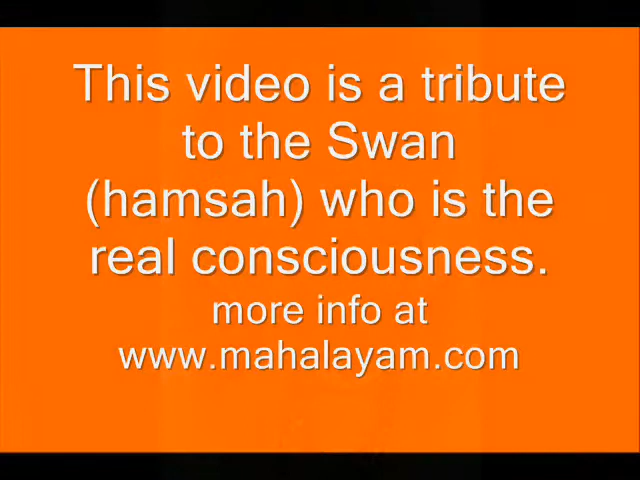 This video is a tribute
to the Swan
(hamsah) who is the
real consciousness.
more info at
www.mahalayam.com